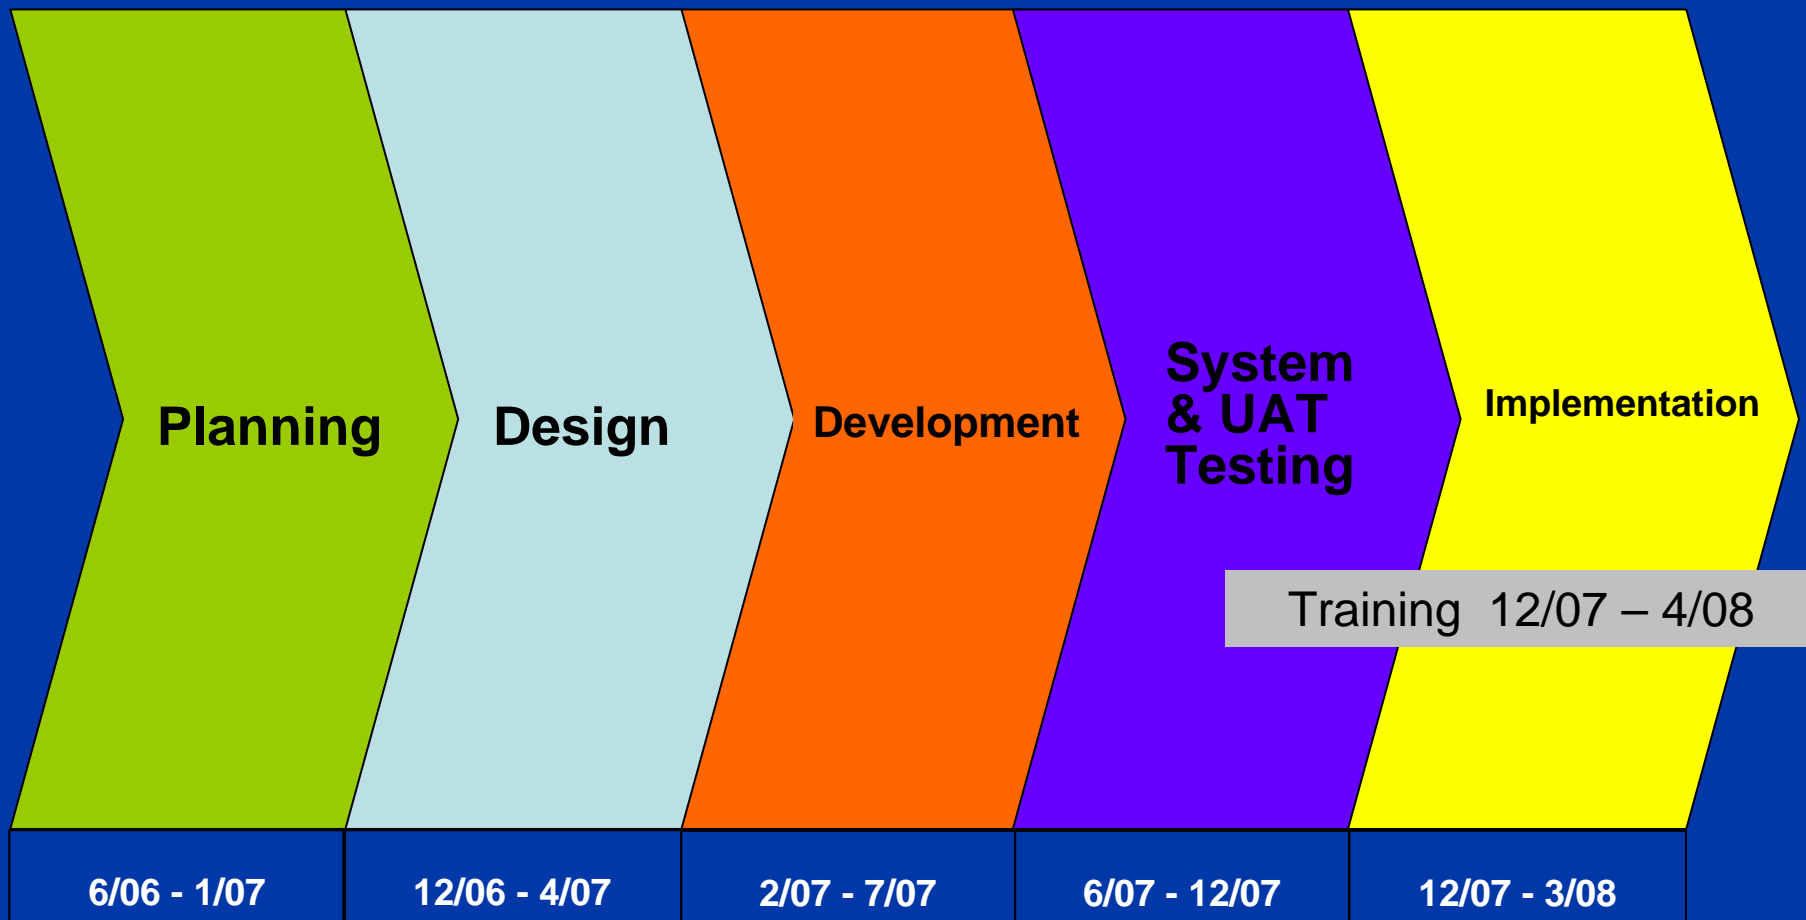 Planning
Design
Development
System
& UAT
Testing
Implementation
Training 12/07 – 4/08
6/06 - 1/07
12/06 - 4/07
2/07 - 7/07
6/07 - 12/07
12/07 - 3/08